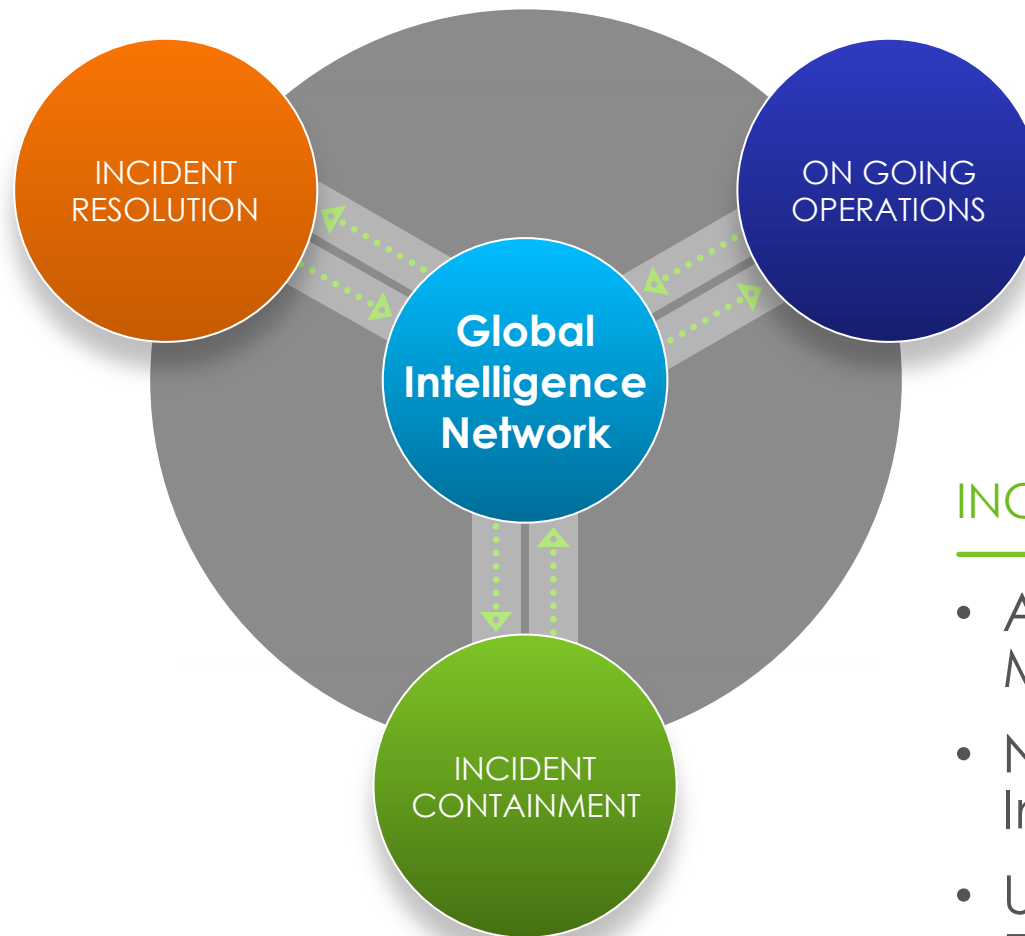 INCIDENT
RESOLUTION
ON GOING
OPERATIONS
Global
Intelligence
Network
INCIDENT
CONTAINMENT